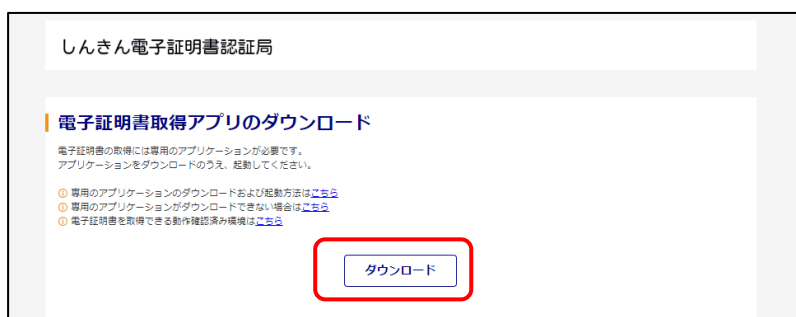 しんきん電子証明書認証局
電子証明書取得アプリのダウンロード
電子証明書の取得には専用のアプリケーションが必要です。
アプリケーションをダウンロードのうえ、起動してください。
専用のアプリケーションのダウンロードおよび起動方法はこちら
専用のアプリケーションがダウンロードできない場合はこちら
電子証明書を取得できる動作確認済み環境はこちら
ダウンロード